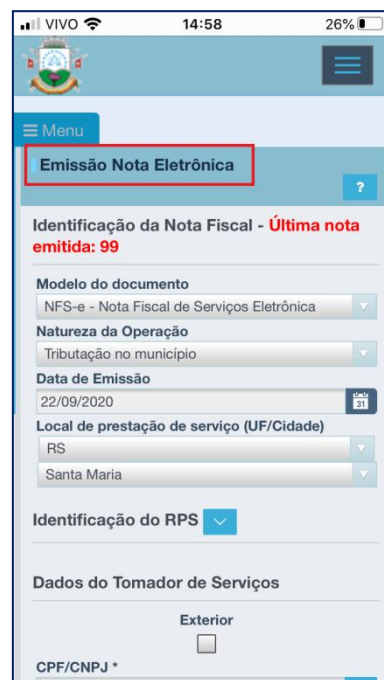 VIVO 14:58 26%
Menu
Emissão Nota Eletrônica
?
Identificação da Nota Fiscal - Última nota
emitida: 99
Modelo do documento
NFS-e - Nota Fiscal de Serviços Eletrônica
Natureza da Operação
Tributação no município
Data de Emissão
22/09/2020
31
Local de prestação de serviço (UF/Cidade)
RS
Santa Maria
Identificação do RPS
Dados do Tomador de Serviços
Exterior
CPF/CNPJ *